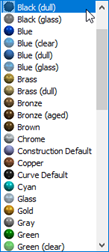 Black (dull)
Black (glass)
Blue
Blue (clear)
Blue (dull)
Blue (glass)
Brass
Brass (dull)
Bronze
Bronze (aged)
Brown
Chrome
Construction Default
Copper
Curve Default
Cyan
Glass
Gold
Gray
Green
Green (clear)